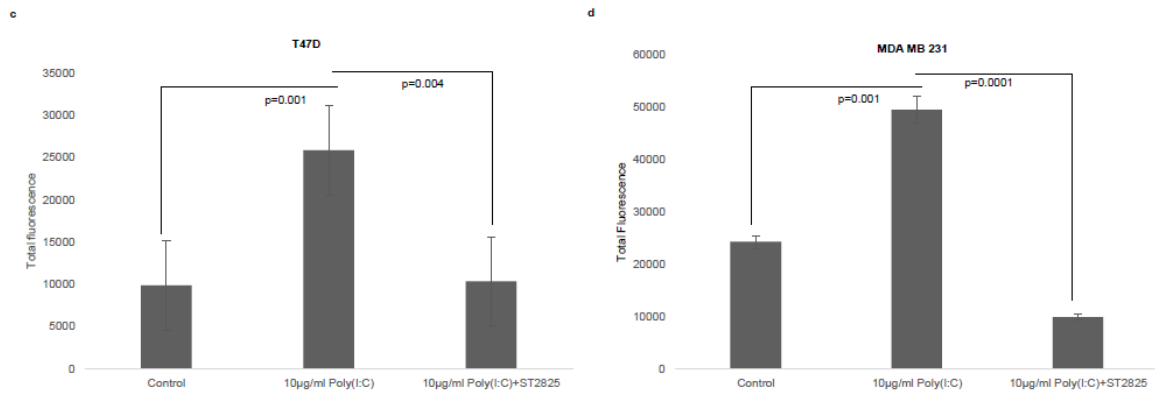 c
T47D
35000
30000
25000
20000
15000
10000
5000
0
Total fluorescence
p=0.001
p=0.004
Control
10µg/ml Poly(I:C)
10µg/ml Poly(I:C)+ST2825
d
MDA MB 231
60000
50000
40000
30000
20000
10000
0
Total Fluorescence
p=0.001
p=0.0001
Control
10µg/ml Poly(I:C)
10µg/ml Poly(I:C)+ST2825